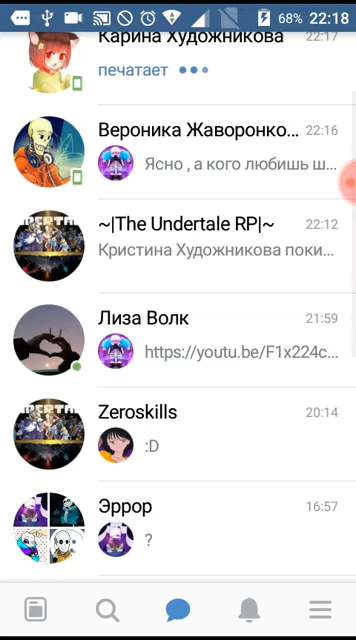 68% 22:18
Карина Художникова 22:17
печатает
Вероника Жаворонко... 22:16
Ясно , а кого любишь ш...
~|The Undertale RP|~ 22:12
Кристина Художникова поки...
Лиза Волк 21:59
https://youtu.be/F1x224c...
Zeroskills 20:14
:D
Эррор 16:57
?